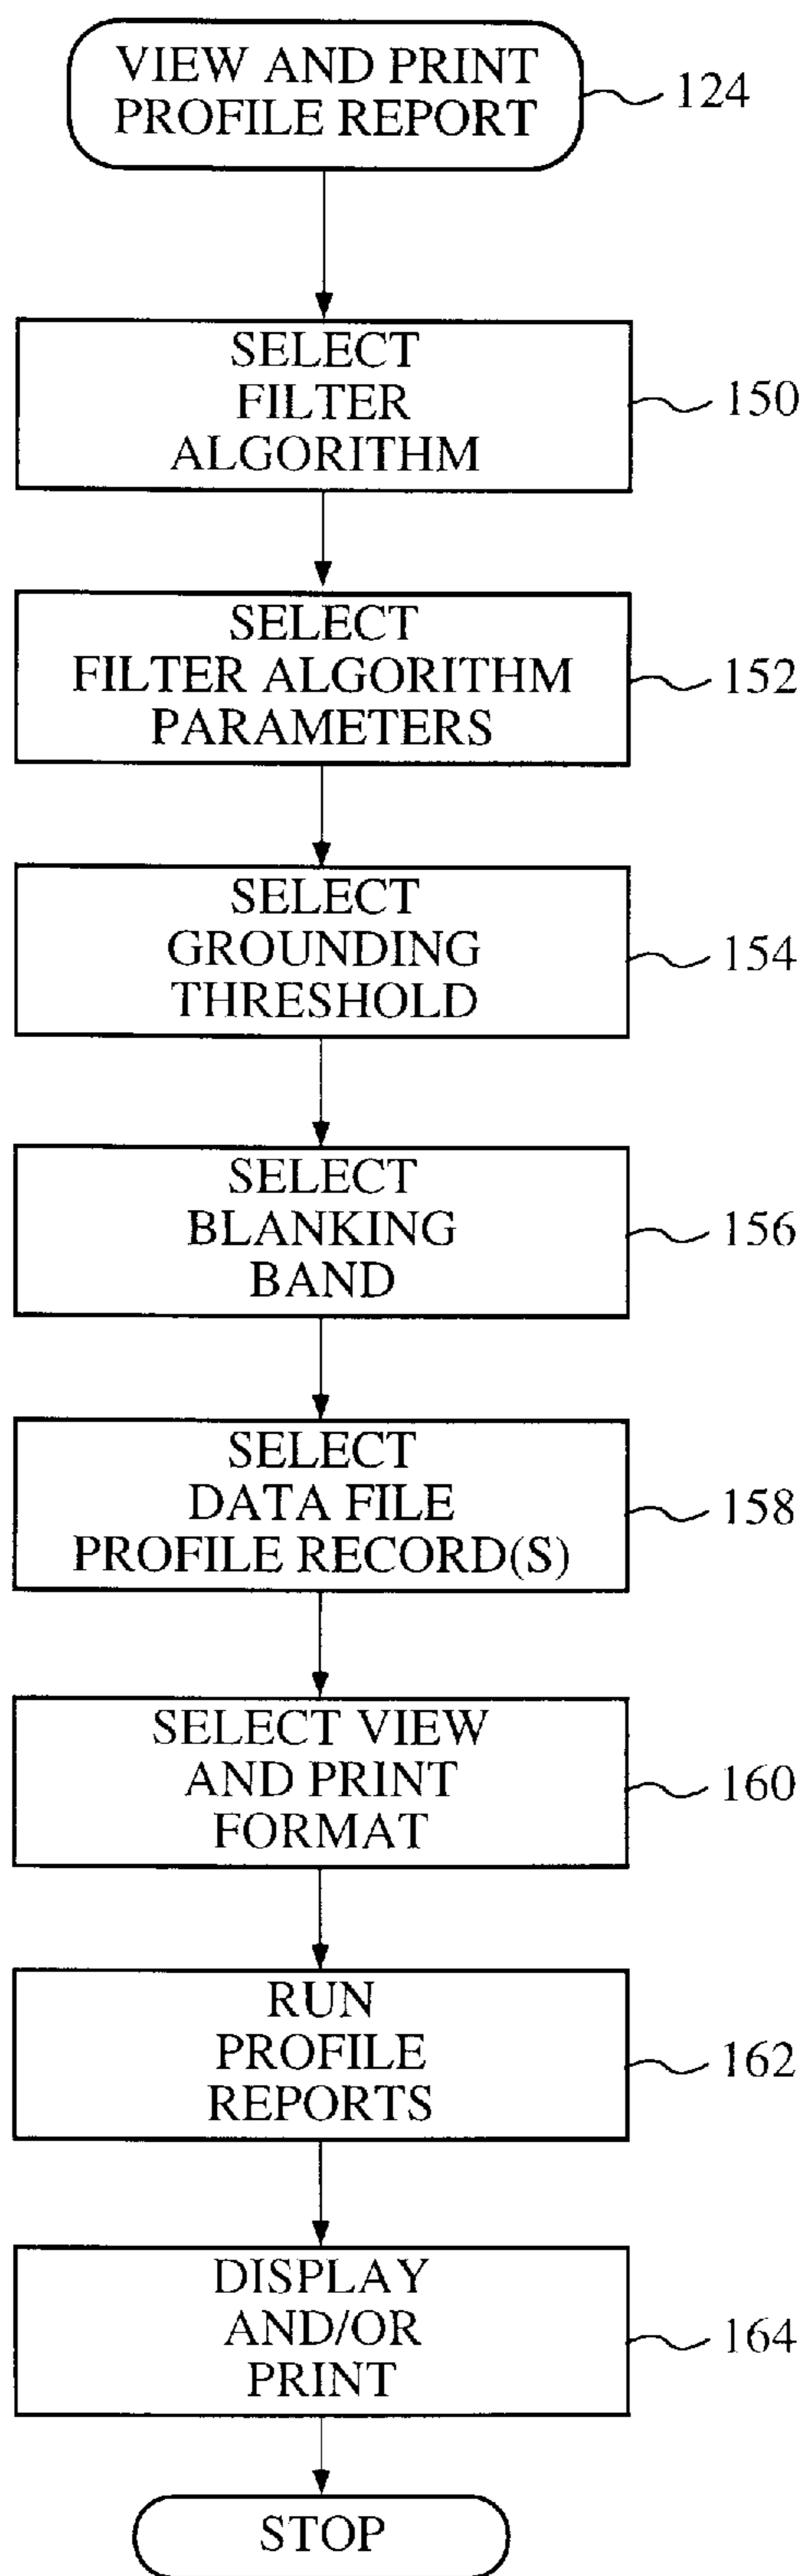 VIEW AND PRINT
PROFILE REPORT
124
SELECT
FILTER
ALGORITHM
150
SELECT
FILTER ALGORITHM
PARAMETERS
152
SELECT
GROUNDING
THRESHOLD
154
SELECT
BLANKING
BAND
156
SELECT
DATA FILE
PROFILE RECORD(S)
158
SELECT VIEW
AND PRINT
FORMAT
160
RUN
PROFILE
REPORTS
162
DISPLAY
AND/OR
PRINT
164
STOP